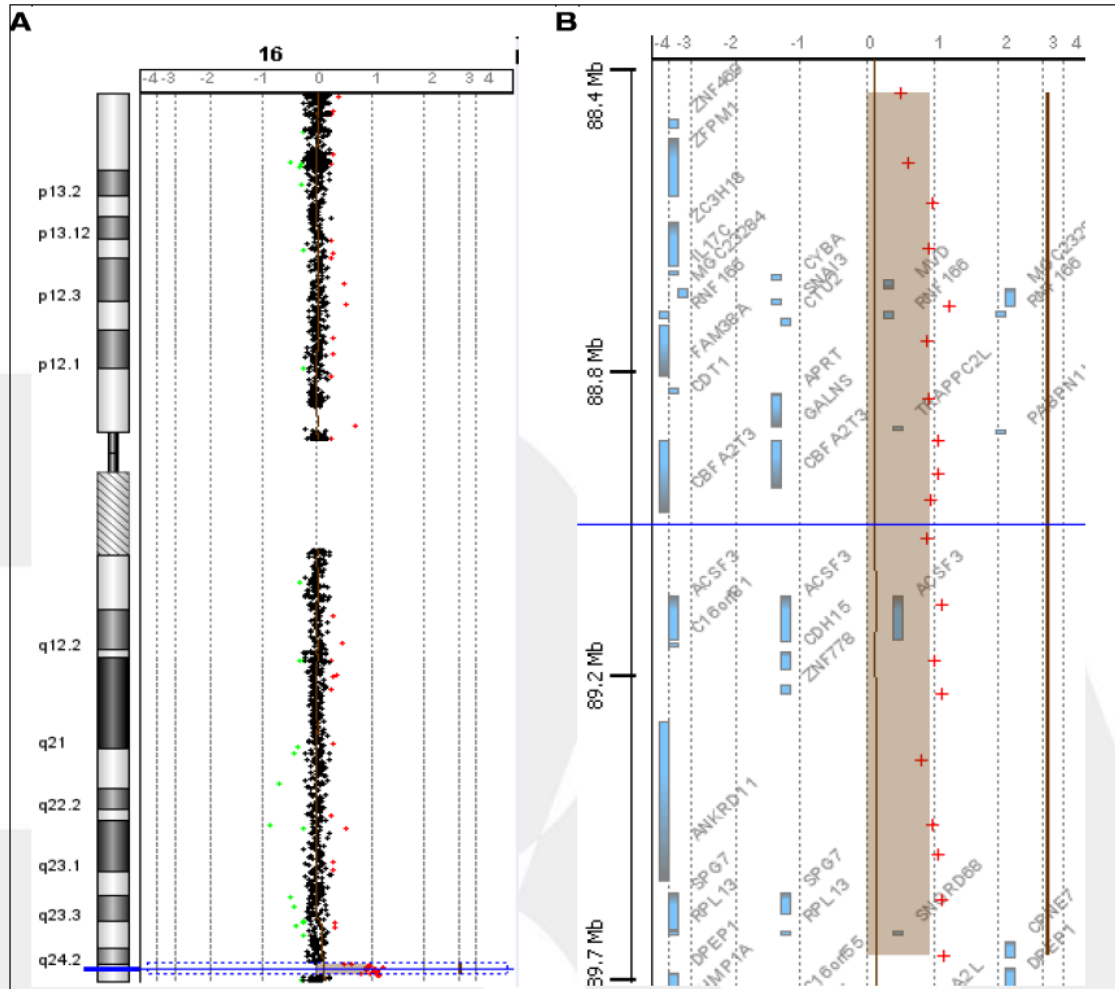 A
16
-4 -3 -2 -1 0 1 2 3 4
p13.2
p13.12
p12.3
p12.1
q12.2
q21
q22.2
q23.1
q23.3
q24.2
B
-4 -3 -2 -1 0 1 2 3 4
88.4 Mb
88.8 Mb
89.2 Mb
39.7 Mb
ZNF469
ZFPM1
ZC3H18
IL17C
MGC23284
RNF166
CYBA
SNAI3
CTU2
MVD
RNF166
RNF166
FAM38A
CDT1
APRT
GALNS
TRAPPC2L
PABPN1
CBFA2T3
CBFA2T3
ACSF3
C16orf81
ACSF3
CDH15
ZNF778
ACSF3
ANKRD11
SPG7
RPL13
SPG7
RPL13
SNORD68
CPNE7
DPEP1
DPEP1
C16orf55
A2L